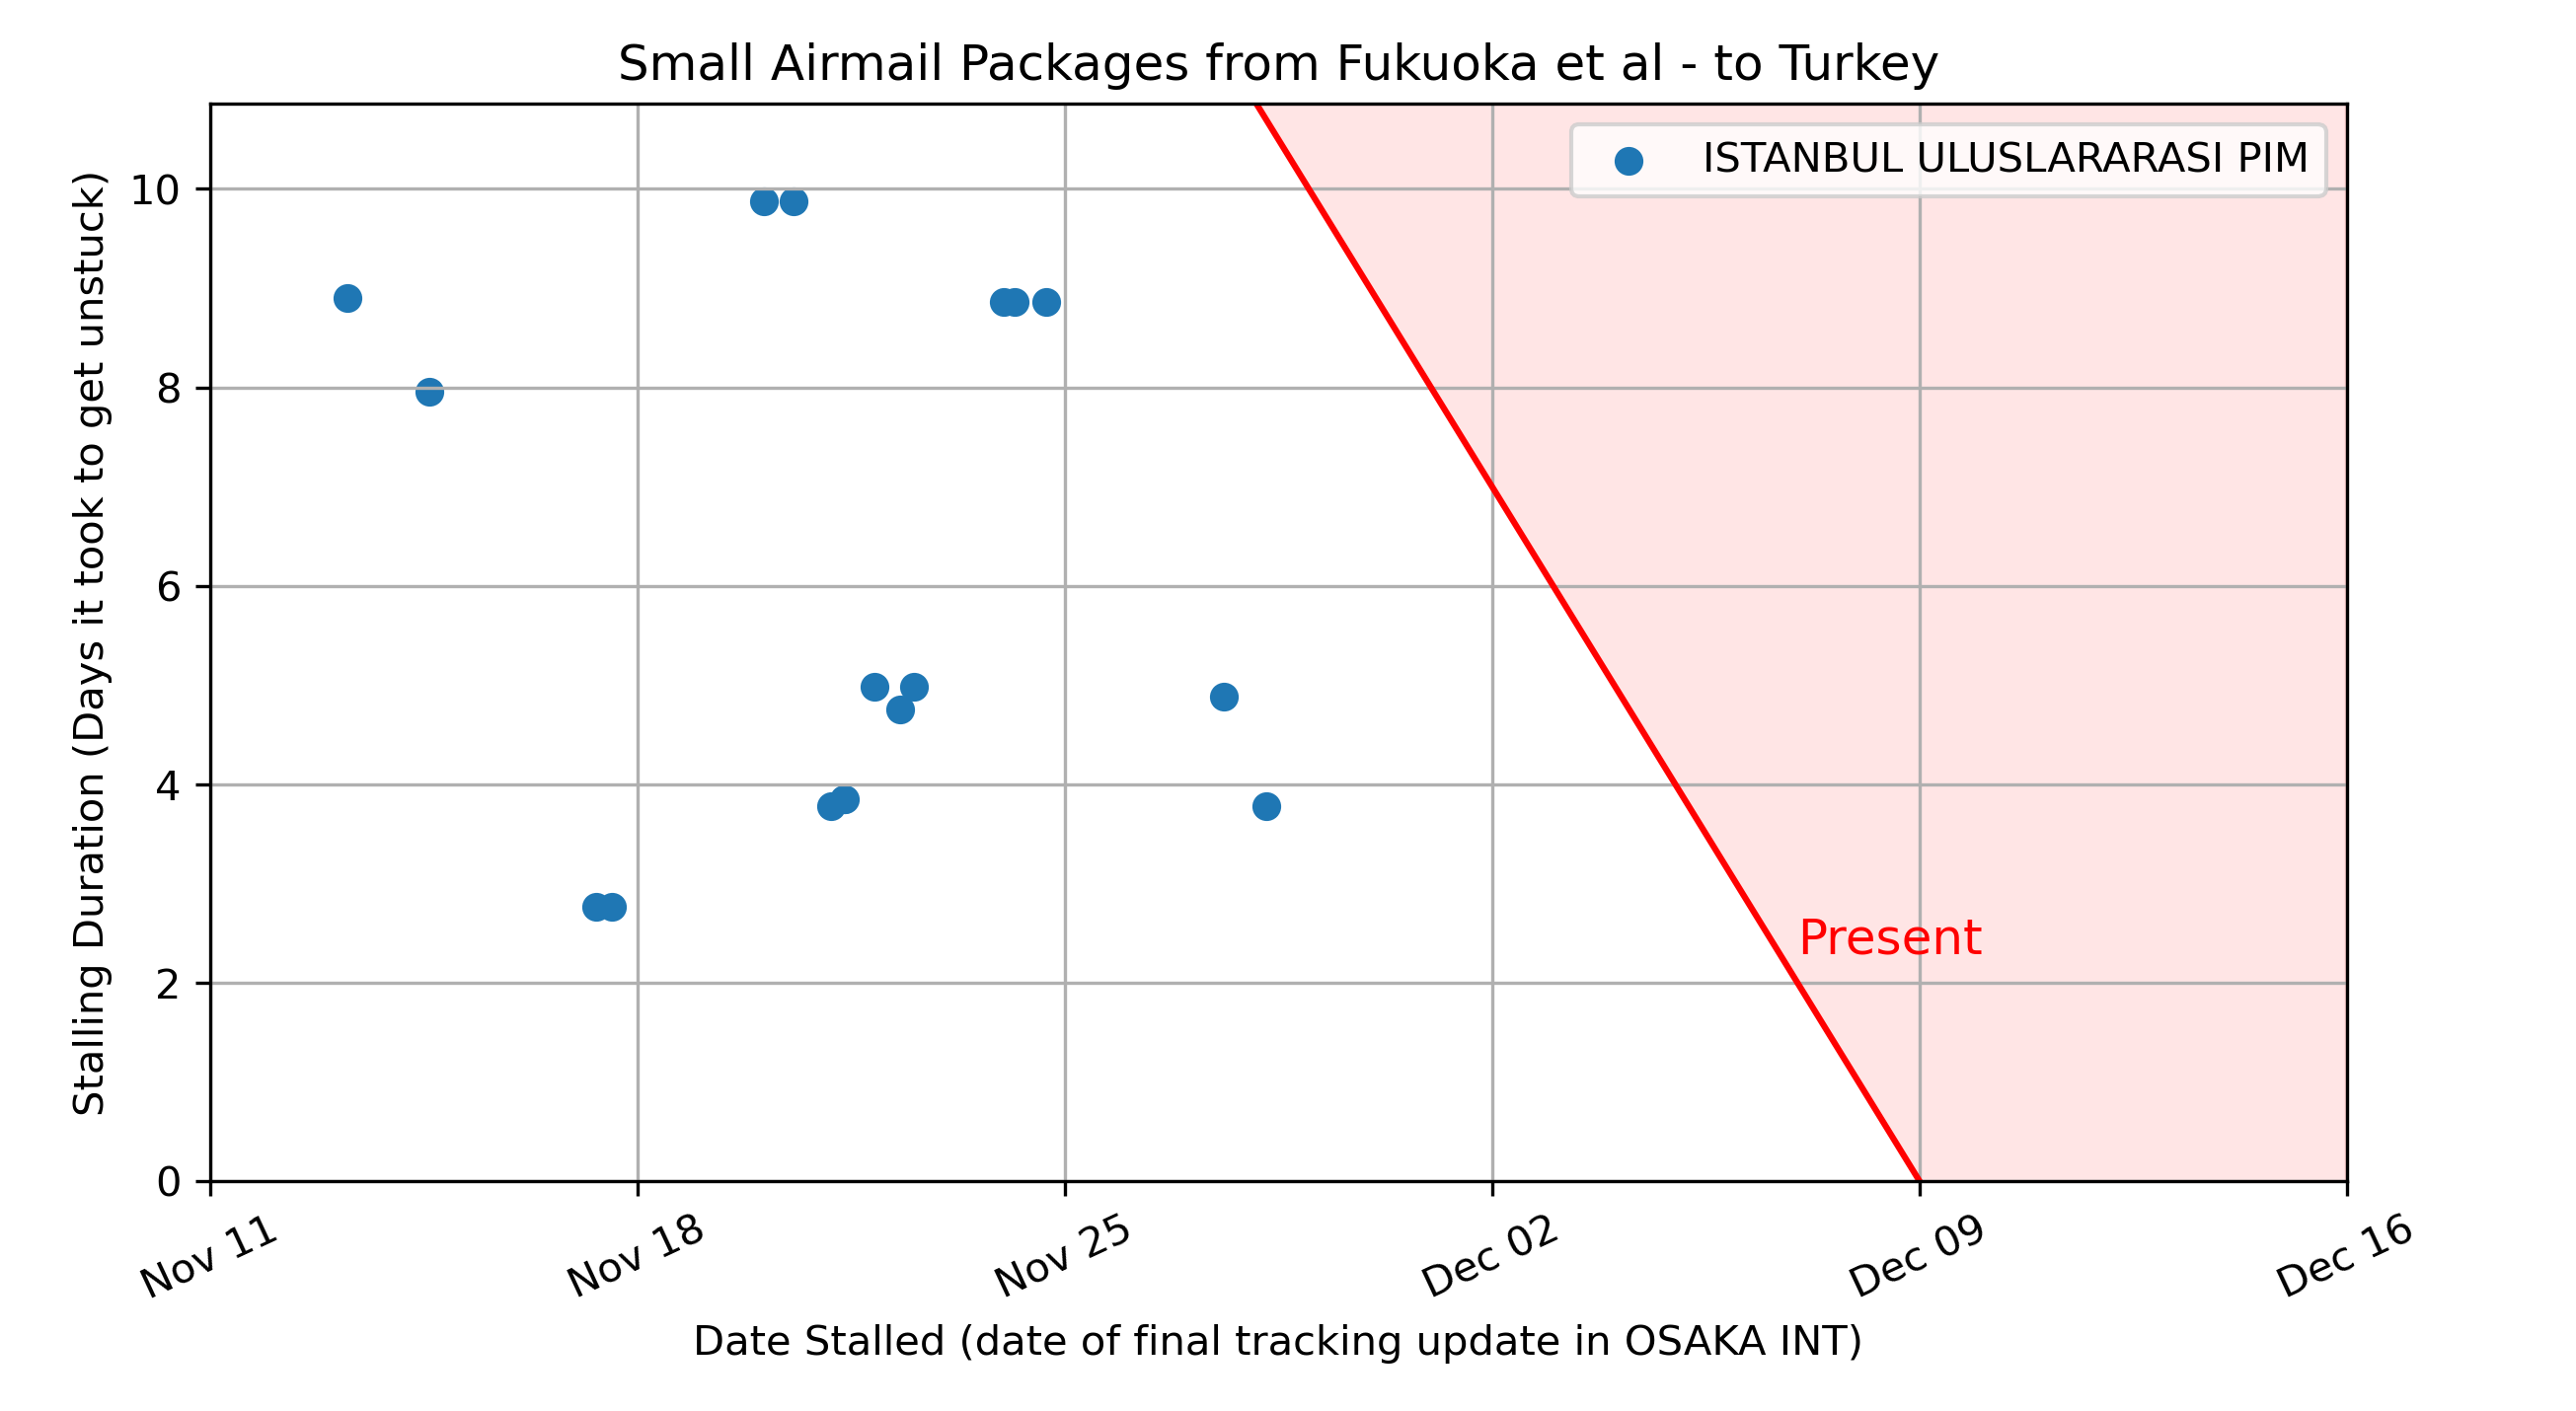 Small Airmail Packages from Fukuoka et al - to Turkey
ISTANBUL ULUSLARARASI PIM
Stalling Duration (Days it took to get unstuck)
10
8
6
4
2
0
Present
Nov 11
Nov 18
Nov 25
Dec 02
Dec 09
Dec 16
Date Stalled (date of final tracking update in OSAKA INT)